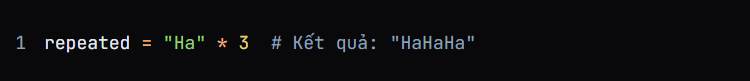 1 repeated = "Ha" * 3 # Kết quả: "HaHaHa"